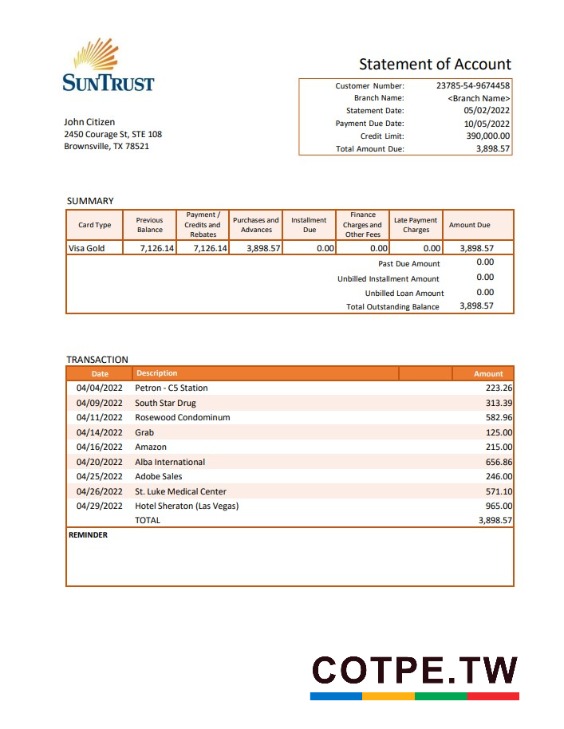 SUNTRUST
Statement of Account
Customer Number: 23785-54-9674458
Branch Name: <Branch Name>
Statement Date: 05/02/2022
Payment Due Date: 10/05/2022
Credit Limit: 390,000.00
Total Amount Due: 3,898.57
John Citizen
2450 Courage St, STE 108
Brownsville, TX 78521
SUMMARY
Card Type Previous Balance Payment / Credits and Rebates Purchases and Advances Installment Due Finance Charges and Other Fees Late Payment Charges Amount Due
Visa Gold 7,126.14 7,126.14 3,898.57 0.00 0.00 0.00 3,898.57
Past Due Amount 0.00
Unbilled Installment Amount 0.00
Unbilled Loan Amount 0.00
Total Outstanding Balance 3,898.57
TRANSACTION
Date Description Amount
04/04/2022 Petron - C5 Station 223.26
04/09/2022 South Star Drug 313.39
04/11/2022 Rosewood Condominum 582.96
04/14/2022 Grab 125.00
04/16/2022 Amazon 215.00
04/20/2022 Alba International 656.86
04/25/2022 Adobe Sales 246.00
04/26/2022 St. Luke Medical Center 571.10
04/29/2022 Hotel Sheraton (Las Vegas) 965.00
TOTAL 3,898.57
REMINDER
COTPE.TW